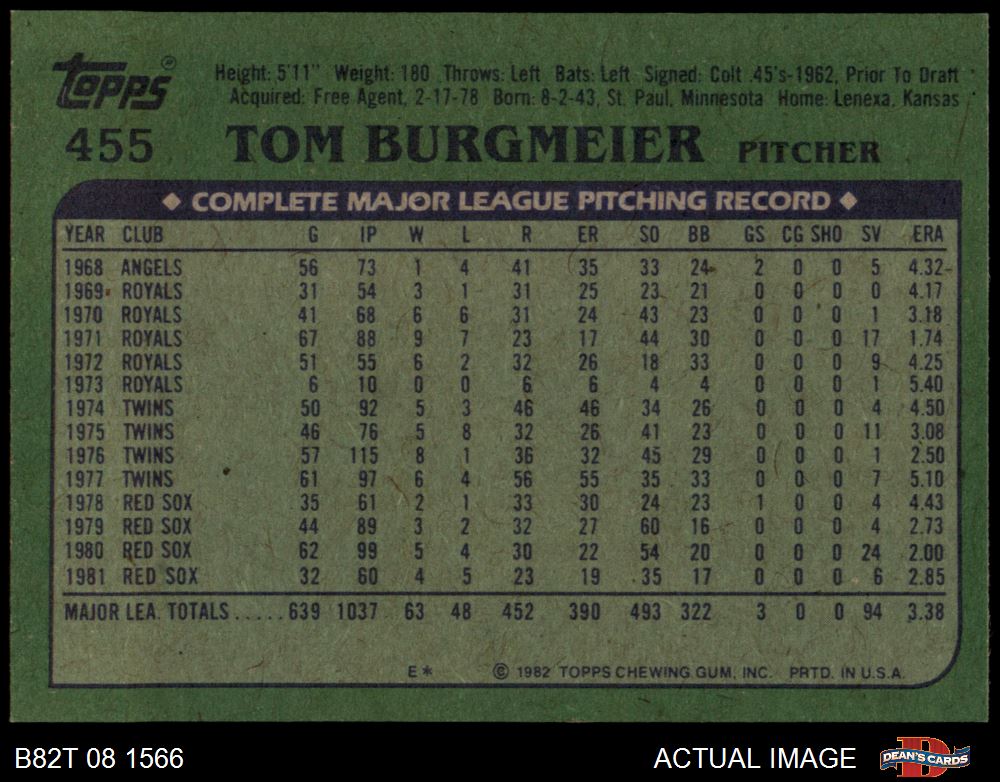 Topps®
Height: 5'11" Weight: 180 Throws: Left Bats: Left Signed: Colt .45's-1962, Prior To Draft
Acquired: Free Agent, 2-17-78 Born: 8-2-43, St. Paul, Minnesota Home: Lenexa, Kansas
455 TOM BURGMEIER PITCHER
◆ COMPLETE MAJOR LEAGUE PITCHING RECORD ◆
YEAR CLUB G IP W L R ER SO BB GS CG SHO SV ERA
1968 ANGELS 56 73 1 4 41 35 33 24 2 0 0 5 4.32
1969 ROYALS 31 54 3 1 31 25 23 21 0 0 0 0 4.17
1970 ROYALS 41 68 6 6 31 24 43 23 0 0 0 1 3.18
1971 ROYALS 67 88 9 7 23 17 44 30 0 0 0 17 1.74
1972 ROYALS 51 55 6 2 32 26 18 33 0 0 0 9 4.25
1973 ROYALS 6 10 0 0 6 6 4 4 0 0 0 1 5.40
1974 TWINS 50 92 5 3 46 46 34 26 0 0 0 4 4.50
1975 TWINS 46 76 5 8 32 26 41 23 0 0 0 11 3.08
1976 TWINS 57 115 8 1 36 32 45 29 0 0 0 1 2.50
1977 TWINS 61 97 6 4 56 55 35 33 0 0 0 7 5.10
1978 RED SOX 35 61 2 1 33 30 24 23 1 0 0 4 4.43
1979 RED SOX 44 89 3 2 32 27 60 16 0 0 0 4 2.73
1980 RED SOX 62 99 5 4 30 22 54 20 0 0 0 24 2.00
1981 RED SOX 32 60 4 5 23 19 35 17 0 0 0 6 2.85
MAJOR LEA. TOTALS ..... 639 1037 63 48 452 390 493 322 3 0 0 94 3.38
E* © 1982 TOPPS CHEWING GUM, INC. PRTD. IN U.S.A.
B82T 08 1566 ACTUAL IMAGE DEAN'S CARDS